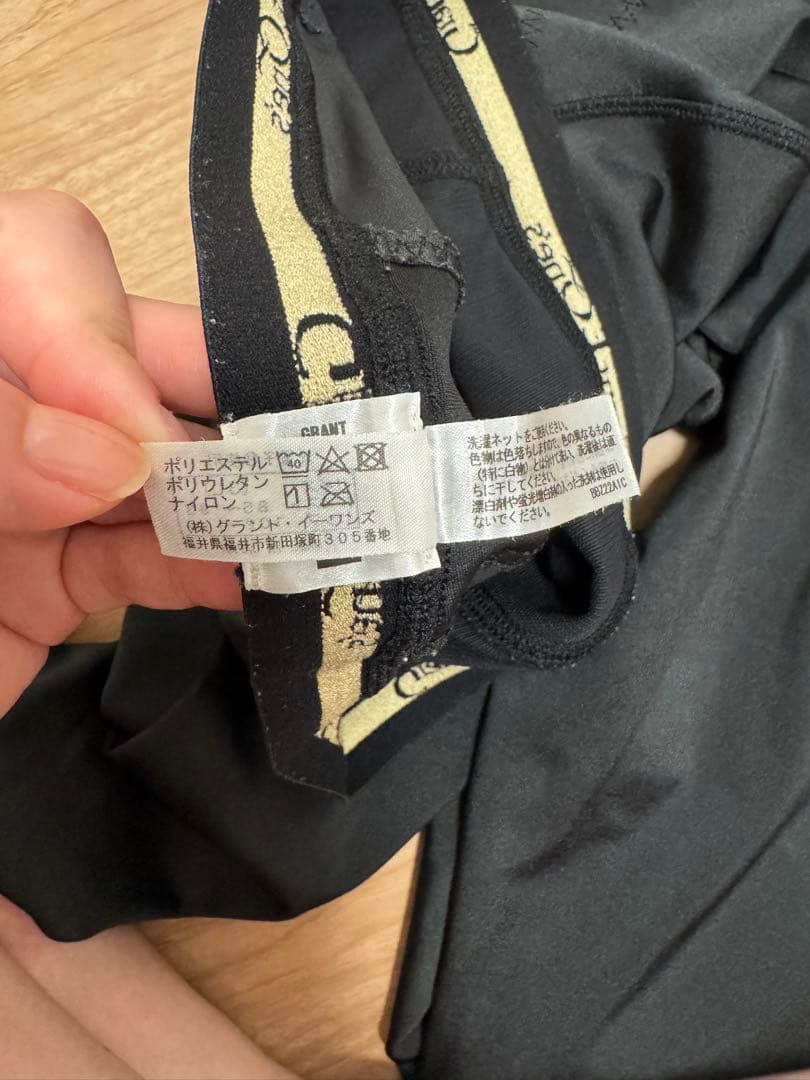 GRANT
ポリエステル 40
ポリウレタン
ナイロン
(株)グランド・イーワンズ
福井県福井市新田塚町305番地
洗濯ネットをご使用ください。
色物は色落ちしますので、色の異なるもの
(特に白物)とは分けて洗い、洗濯後は直
ちに干してください。
漂白剤や蛍光増白剤の入った洗剤は使用し
ないでください。